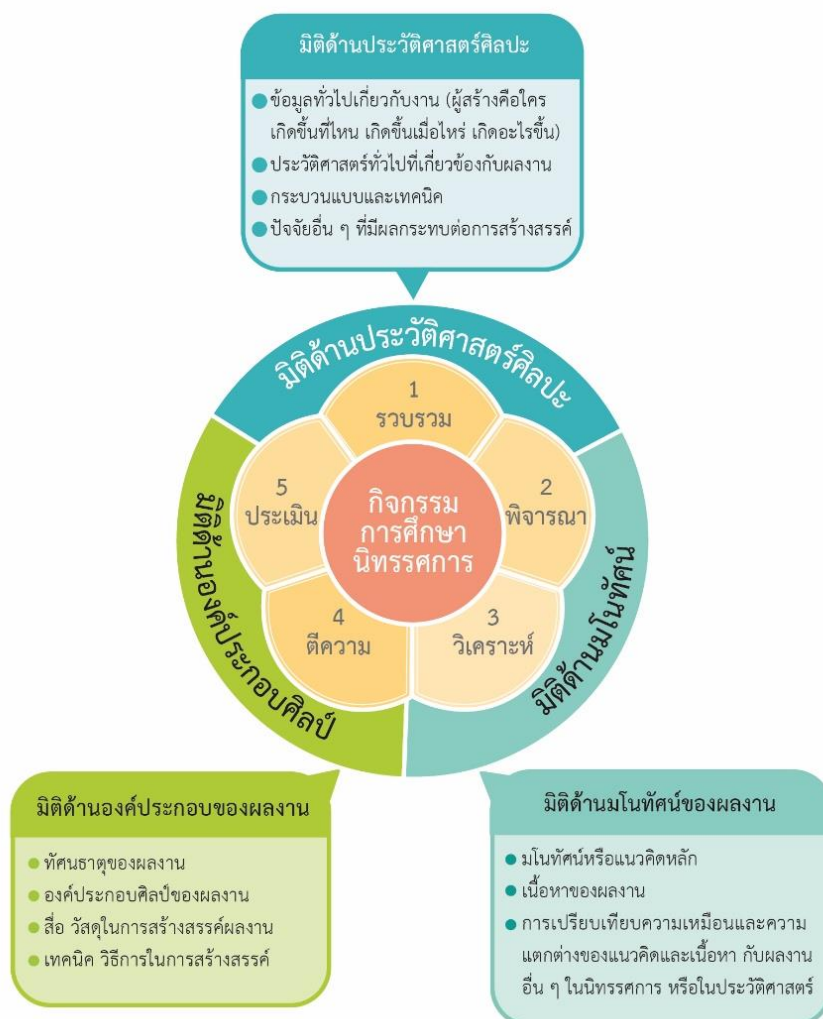 มิติด้านประวัติศาสตร์ศิลปะ
ข้อมูลทั่วไปเกี่ยวกับงาน (ผู้สร้างคือใคร
เกิดขึ้นที่ไหน เกิดขึ้นเมื่อไหร่ เกิดอะไรขึ้น)
ประวัติศาสตร์ทั่วไปที่เกี่ยวข้องกับผลงาน
กระบวนแบบและเทคนิค
ปัจจัยอื่น ๆ ที่มีผลกระทบต่อการสร้างสรรค์
มิติด้านประวัติศาสตร์ศิลปะ
1
รวบรวม
2
พิจารณา
3
วิเคราะห์
4
ตีความ
5
ประเมิน
กิจกรรม
การศึกษา
นิทรรศการ
มิติด้านมโนทัศน์
มิติด้านองค์ประกอบศิลป์
มิติด้านองค์ประกอบของผลงาน
ทัศนธาตุของผลงาน
องค์ประกอบศิลป์ของผลงาน
สื่อ วัสดุในการสร้างสรรค์ผลงาน
เทคนิค วิธีการในการสร้างสรรค์
มิติด้านมโนทัศน์ของผลงาน
มโนทัศน์หรือแนวคิดหลัก
เนื้อหาของผลงาน
การเปรียบเทียบความเหมือนและความ
แตกต่างของแนวคิดและเนื้อหา กับผลงาน
อื่น ๆ ในนิทรรศการ หรือในประวัติศาสตร์